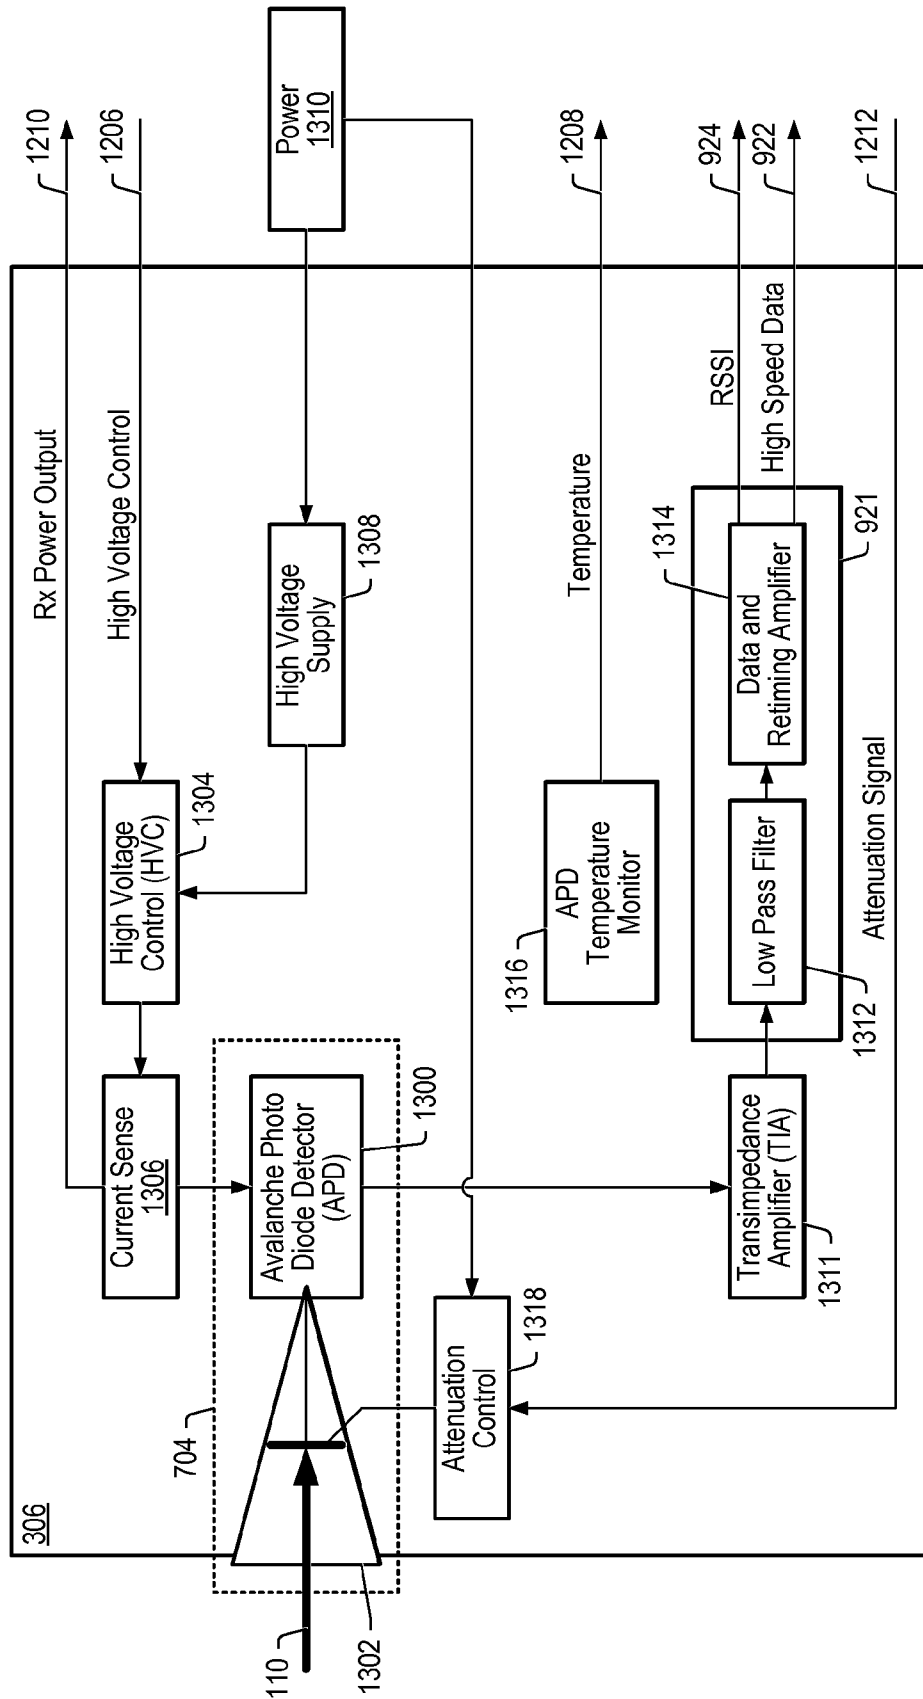 306
110
1302
704
Rx Power Output
1210
High Voltage Control
1206
Current Sense
1306
High Voltage
Control (HVC)
1304
High Voltage
Supply
1308
Power
1310
Avalanche Photo
Diode Detector
(APD)
1300
Attenuation
Control
1318
1316
APD
Temperature
Monitor
Temperature
1208
Transimpedance
Amplifier (TIA)
1311
Low Pass Filter
1312
Data and
Retiming Amplifier
1314
921
RSSI
924
High Speed Data
922
Attenuation Signal
1212